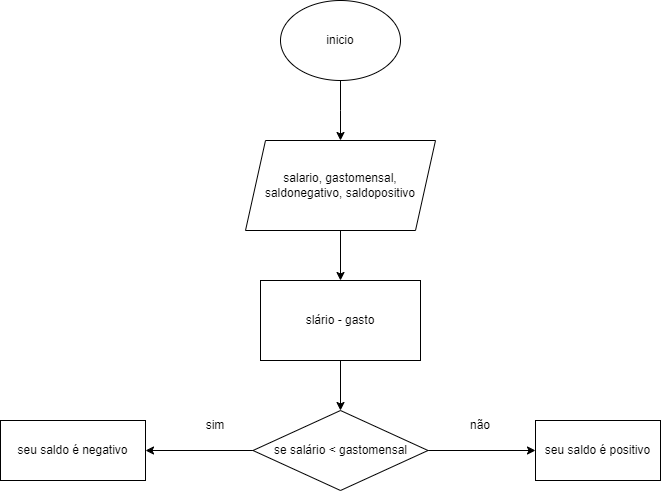 inicio
salario, gastomensal,
saldonegativo, saldopositivo
slário - gasto
sim
não
seu saldo é negativo
se salário < gastomensal
seu saldo é positivo